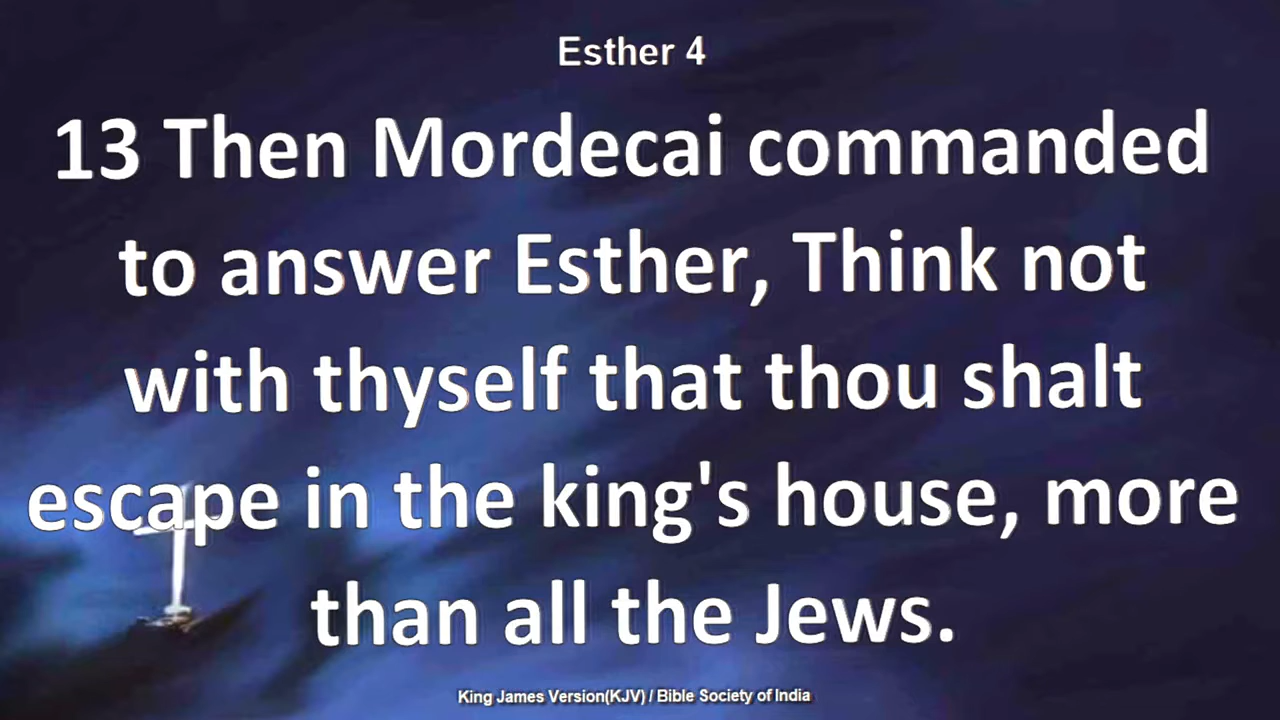 Esther 4
13 Then Mordecai commanded
to answer Esther, Think not
with thyself that thou shalt
escape in the king's house, more
than all the Jews.
King James Version(KJV) / Bible Society of India